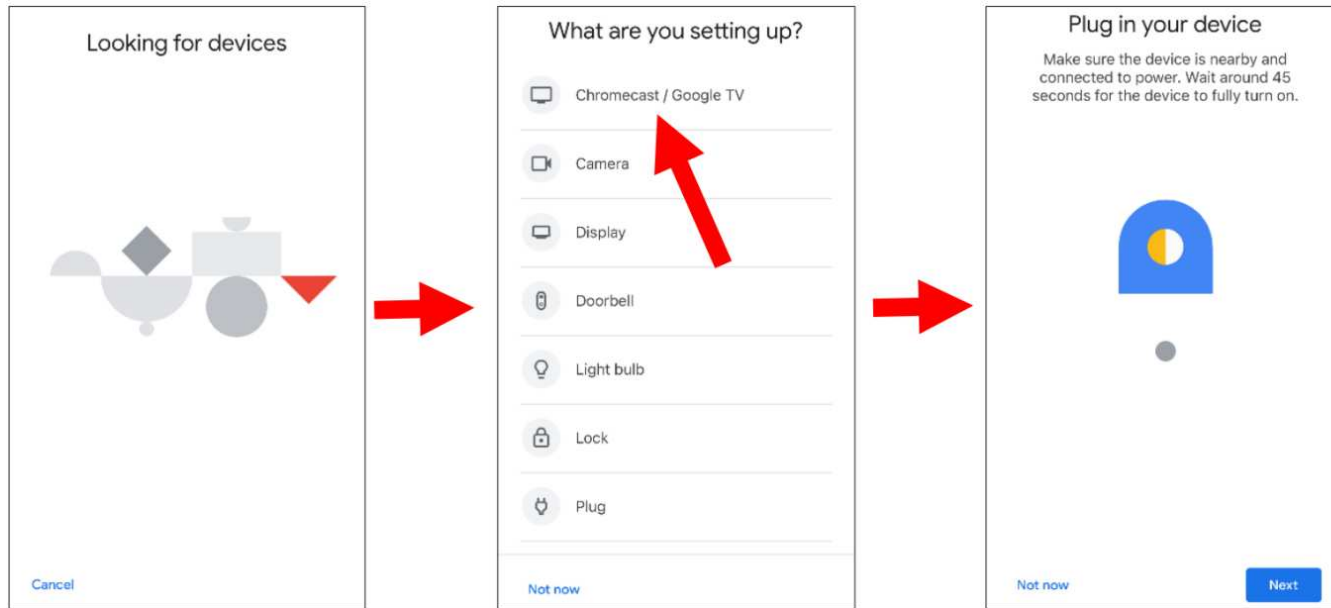 Looking for devices
Cancel
What are you setting up?
Chromecast / Google TV
Camera
Display
Doorbell
Light bulb
Lock
Plug
Not now
Plug in your device
Make sure the device is nearby and
connected to power. Wait around 45
seconds for the device to fully turn on.
Not now
Next